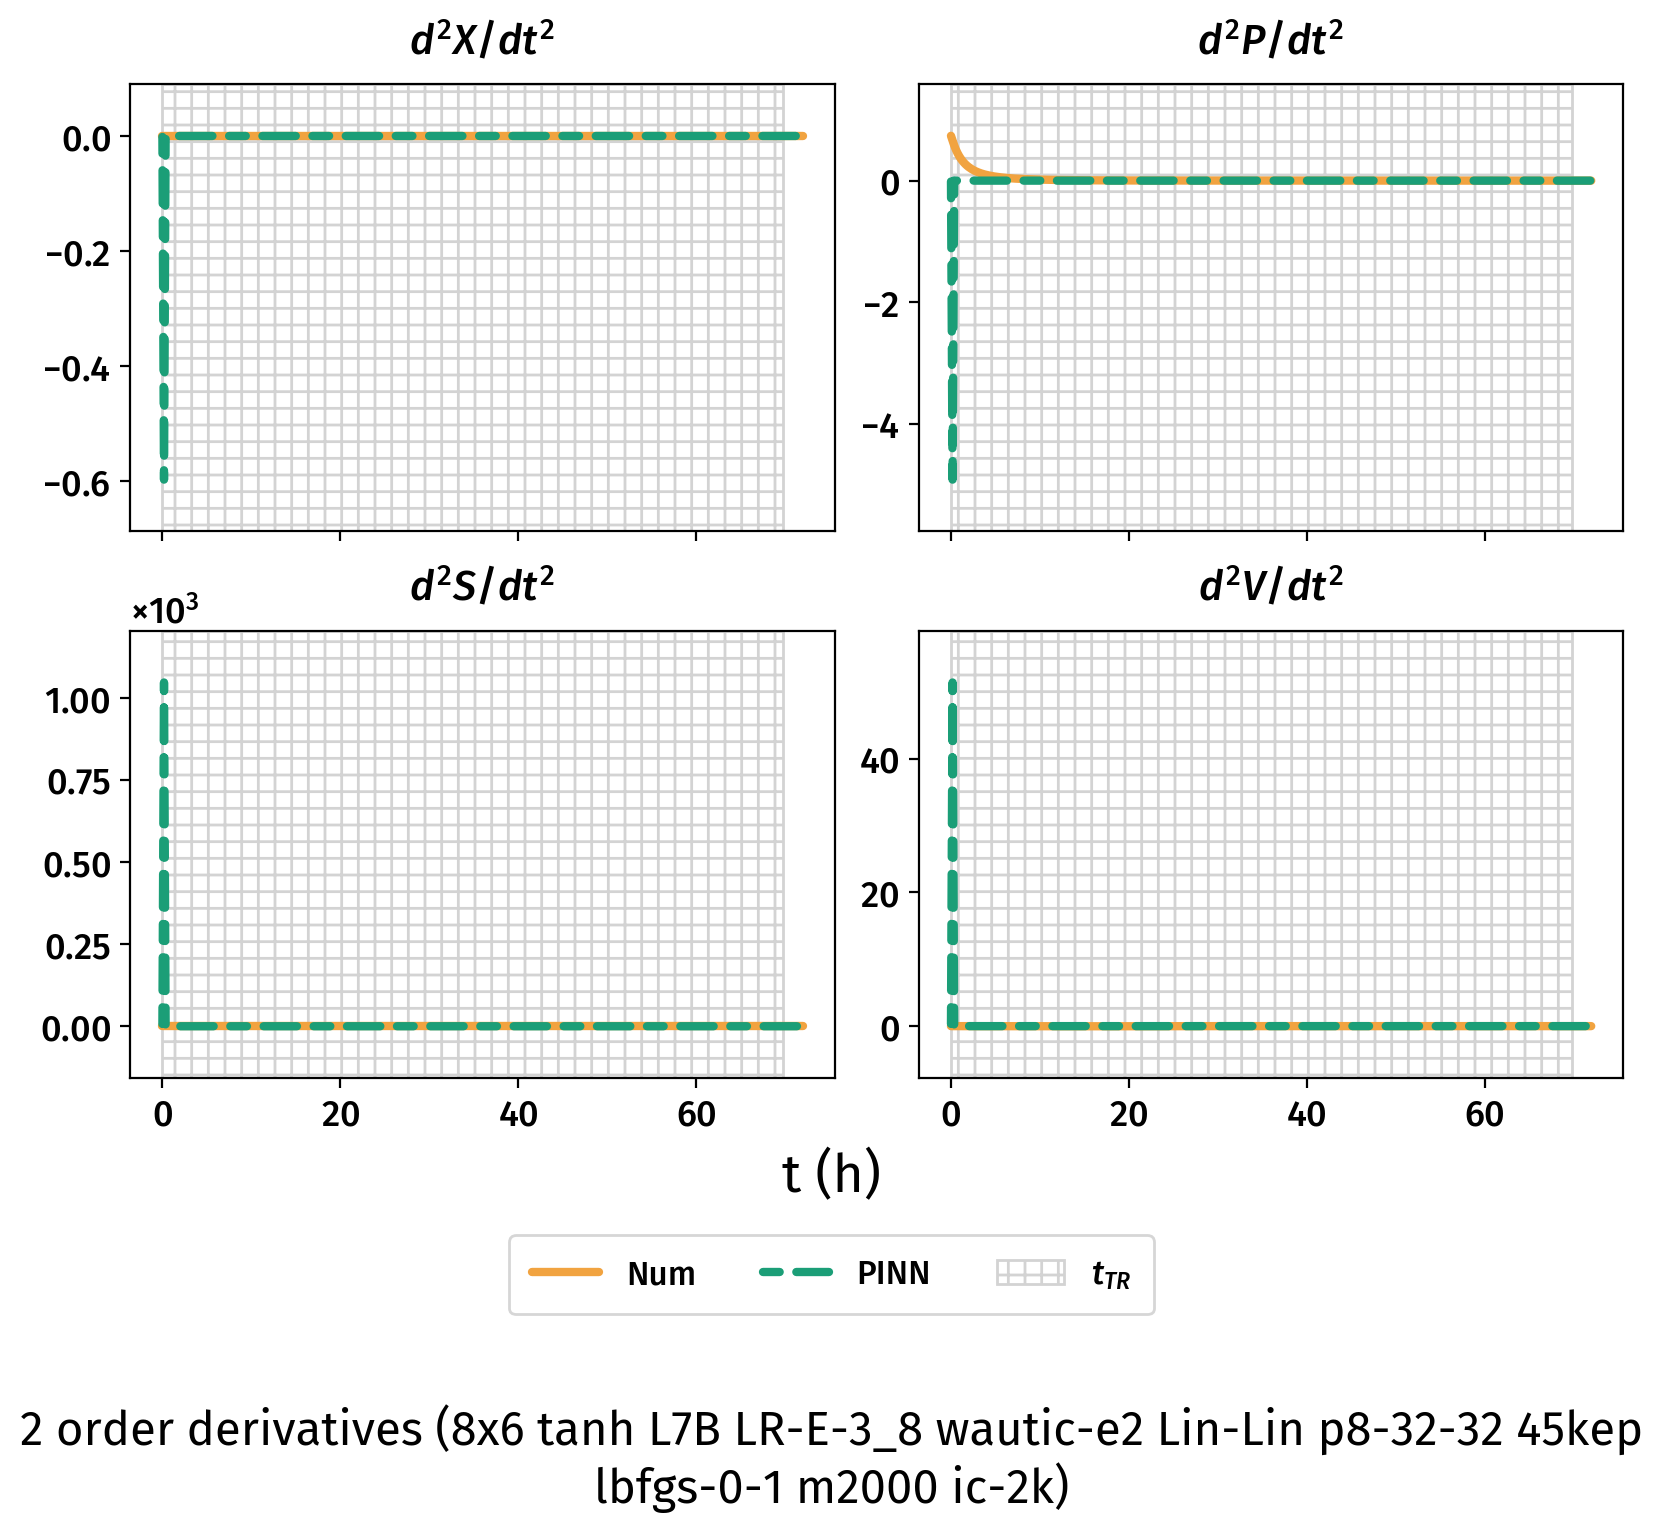 d²X/dt²
d²P/dt²
0.0
−0.2
−0.4
−0.6
0
−2
−4
d²S/dt²
d²V/dt²
×10³
1.00
0.75
0.50
0.25
0.00
40
20
0
0 20 40 60
0 20 40 60
t (h)
Num PINN t_TR
2 order derivatives (8x6 tanh L7B LR-E-3_8 wautic-e2 Lin-Lin p8-32-32 45kep
lbfgs-0-1 m2000 ic-2k)